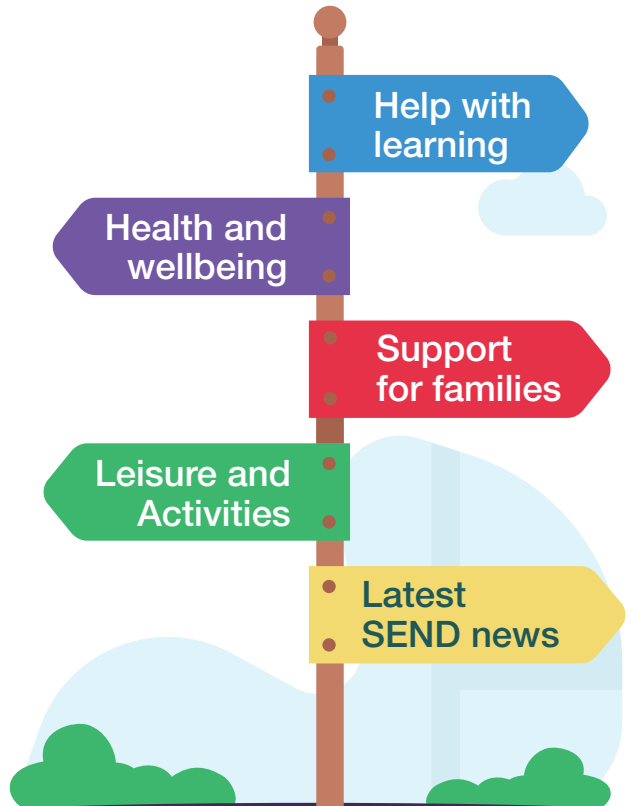 Help with
learning
Health and
wellbeing
Support
for families
Leisure and
Activities
Latest
SEND news